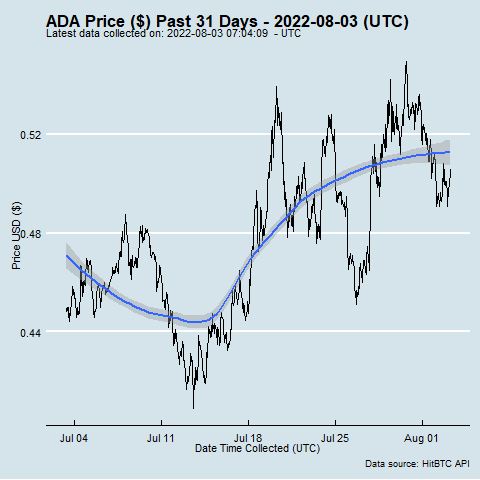 ADA Price ($) Past 31 Days - 2022-08-03 (UTC)
Latest data collected on: 2022-08-03 07:04:09 - UTC
0.52
0.48
0.44
Price USD ($)
Jul 04 Jul 11 Jul 18 Jul 25 Aug 01
Date Time Collected (UTC)
Data source: HitBTC API